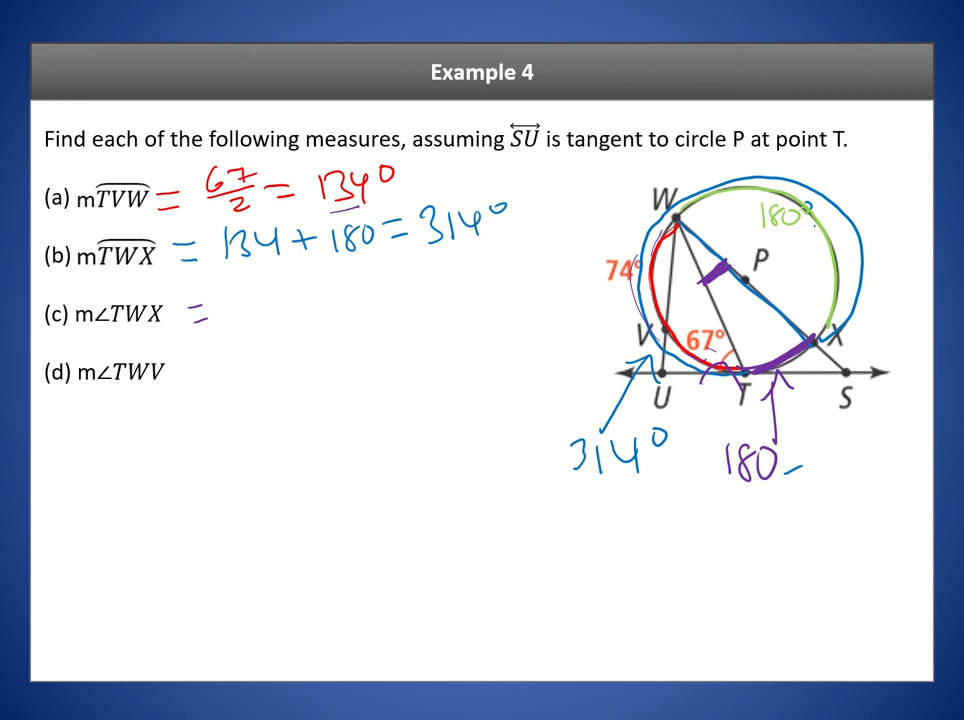 Example 4
Find each of the following measures, assuming SU is tangent to circle P at point T.
(a) mTVW = 67/2 = 134°
(b) mTWX = 134 + 180 = 314°
(c) m∠TWX =
(d) m∠TWV
W
180°
P
74°
V
67°
X
U
T
S
314°
180 -